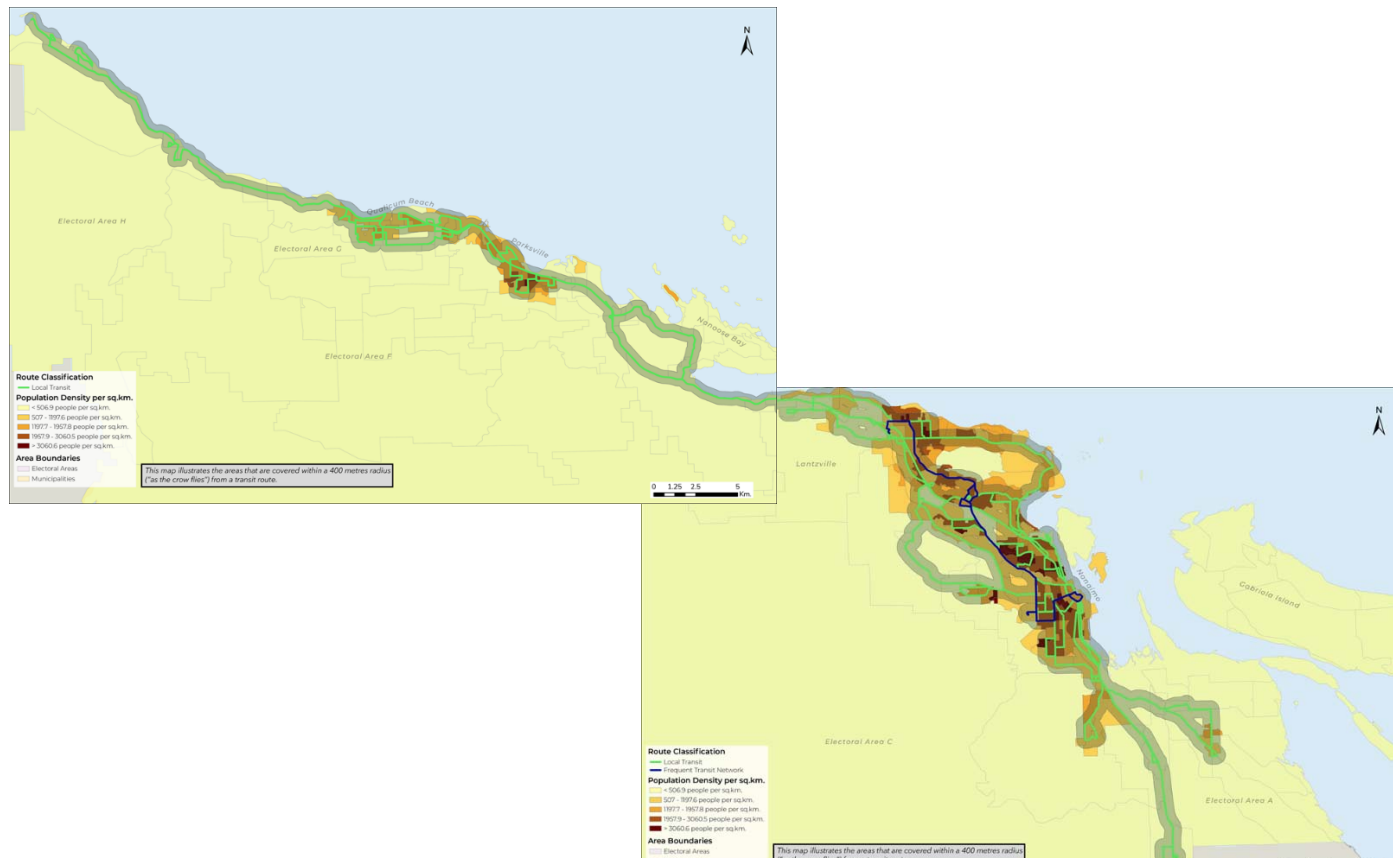 N
Electoral Area H
Qualicum Beach
Electoral Area G
Parksville
Nanoose Bay
Electoral Area F
Route Classification
Local Transit
Population Density per sq.km.
< 506.9 people per sq.km.
507 - 1197.6 people per sq.km.
1197.7 - 1957.8 people per sq.km.
1957.9 - 3060.5 people per sq.km.
> 3060.6 people per sq.km.
Area Boundaries
Electoral Areas
Municipalities
This map illustrates the areas that are covered within a 400 metres radius
("as the crow flies") from a transit route.
0 1.25 2.5 5
Km.
N
Lantzville
Nanaimo
Gabriola Island
Electoral Area C
Electoral Area A
Route Classification
Local Transit
Frequent Transit Network
Population Density per sq.km.
< 506.9 people per sq.km.
507 - 1197.6 people per sq.km.
1197.7 - 1957.8 people per sq.km.
1957.9 - 3060.5 people per sq.km.
> 3060.6 people per sq.km.
Area Boundaries
Electoral Areas
This map illustrates the areas that are covered within a 400 metres radius